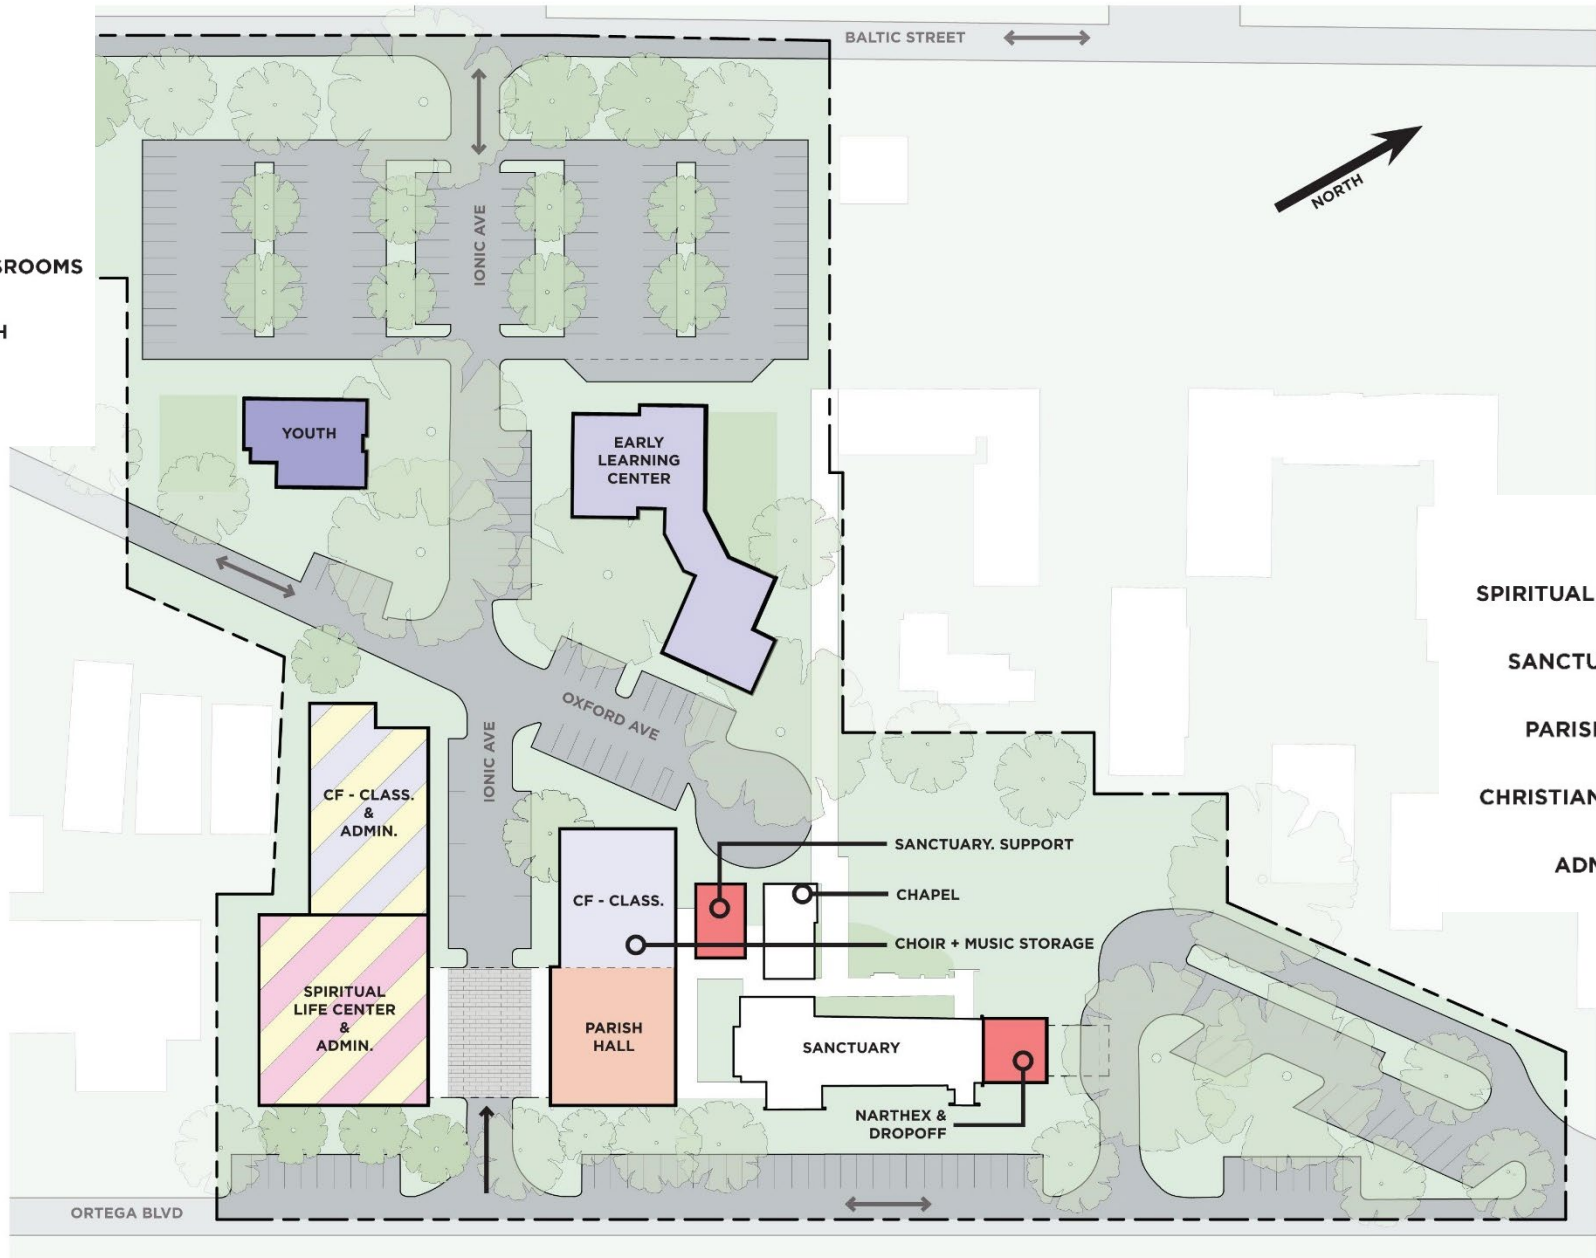 BALTIC STREET
NORTH
SROOMS
H
IONIC AVE
YOUTH
EARLY
LEARNING
CENTER
SPIRITUAL
SANCTU
PARIS
CHRISTIAN
ADM
OXFORD AVE
IONIC AVE
CF - CLASS.
&
ADMIN.
SANCTUARY. SUPPORT
CHAPEL
CF - CLASS.
CHOIR + MUSIC STORAGE
SPIRITUAL
LIFE CENTER
&
ADMIN.
PARISH
HALL
SANCTUARY
NARTHEX &
DROPOFF
ORTEGA BLVD